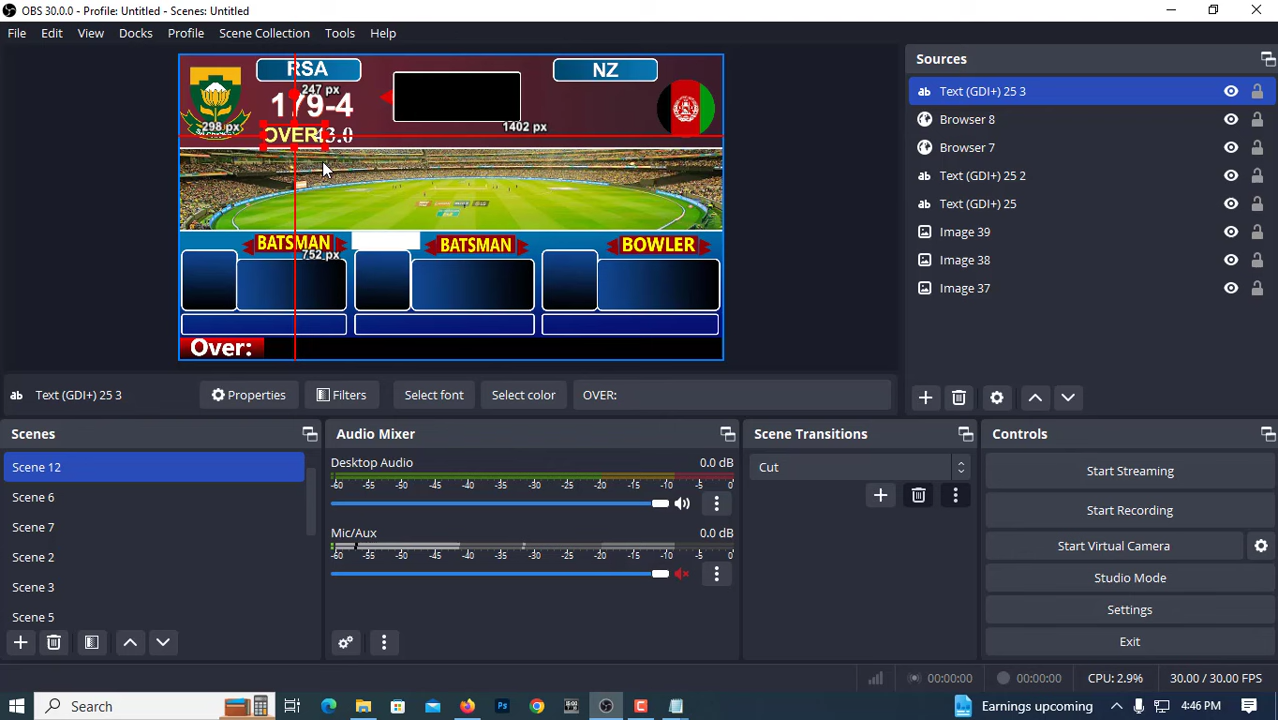 OBS 30.0.0 - Profile: Untitled - Scenes: Untitled
File Edit View Docks Profile Scene Collection Tools Help
RSA
NZ
247 px
179-4
298 px
1402 px
OVER:
43.0
BATSMAN
BATSMAN
BOWLER
752 px
Over:
Sources
ab Text (GDI+) 25 3
Browser 8
Browser 7
ab Text (GDI+) 25 2
ab Text (GDI+) 25
Image 39
Image 38
Image 37
ab Text (GDI+) 25 3 Properties Filters Select font Select color OVER:
Scenes
Scene 12
Scene 6
Scene 7
Scene 2
Scene 3
Scene 5
Audio Mixer
Desktop Audio 0.0 dB
-60 -55 -50 -45 -40 -35 -30 -25 -20 -15 -10 -5 0
Mic/Aux 0.0 dB
-60 -55 -50 -45 -40 -35 -30 -25 -20 -15 -10 -5 0
Scene Transitions
Cut
Controls
Start Streaming
Start Recording
Start Virtual Camera
Studio Mode
Settings
Exit
00:00:00 00:00:00 CPU: 2.9% 30.00 / 30.00 FPS
Search
Ps
Earnings upcoming
4:46 PM